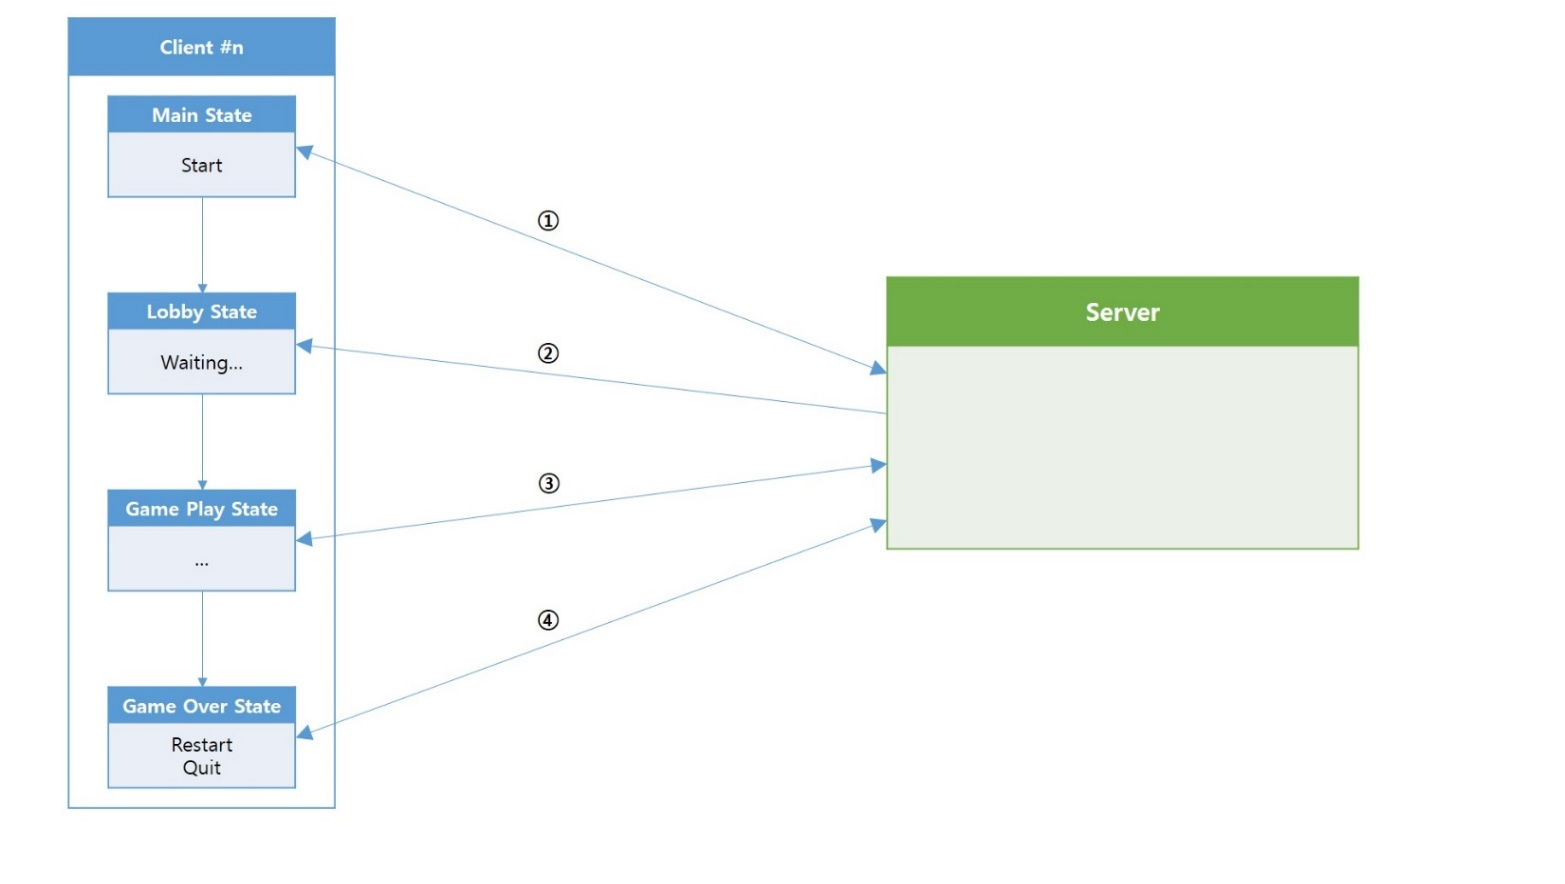 Client #n
Main State
Start
①
Lobby State
Waiting...
②
Server
Game Play State
...
③
④
Game Over State
Restart
Quit